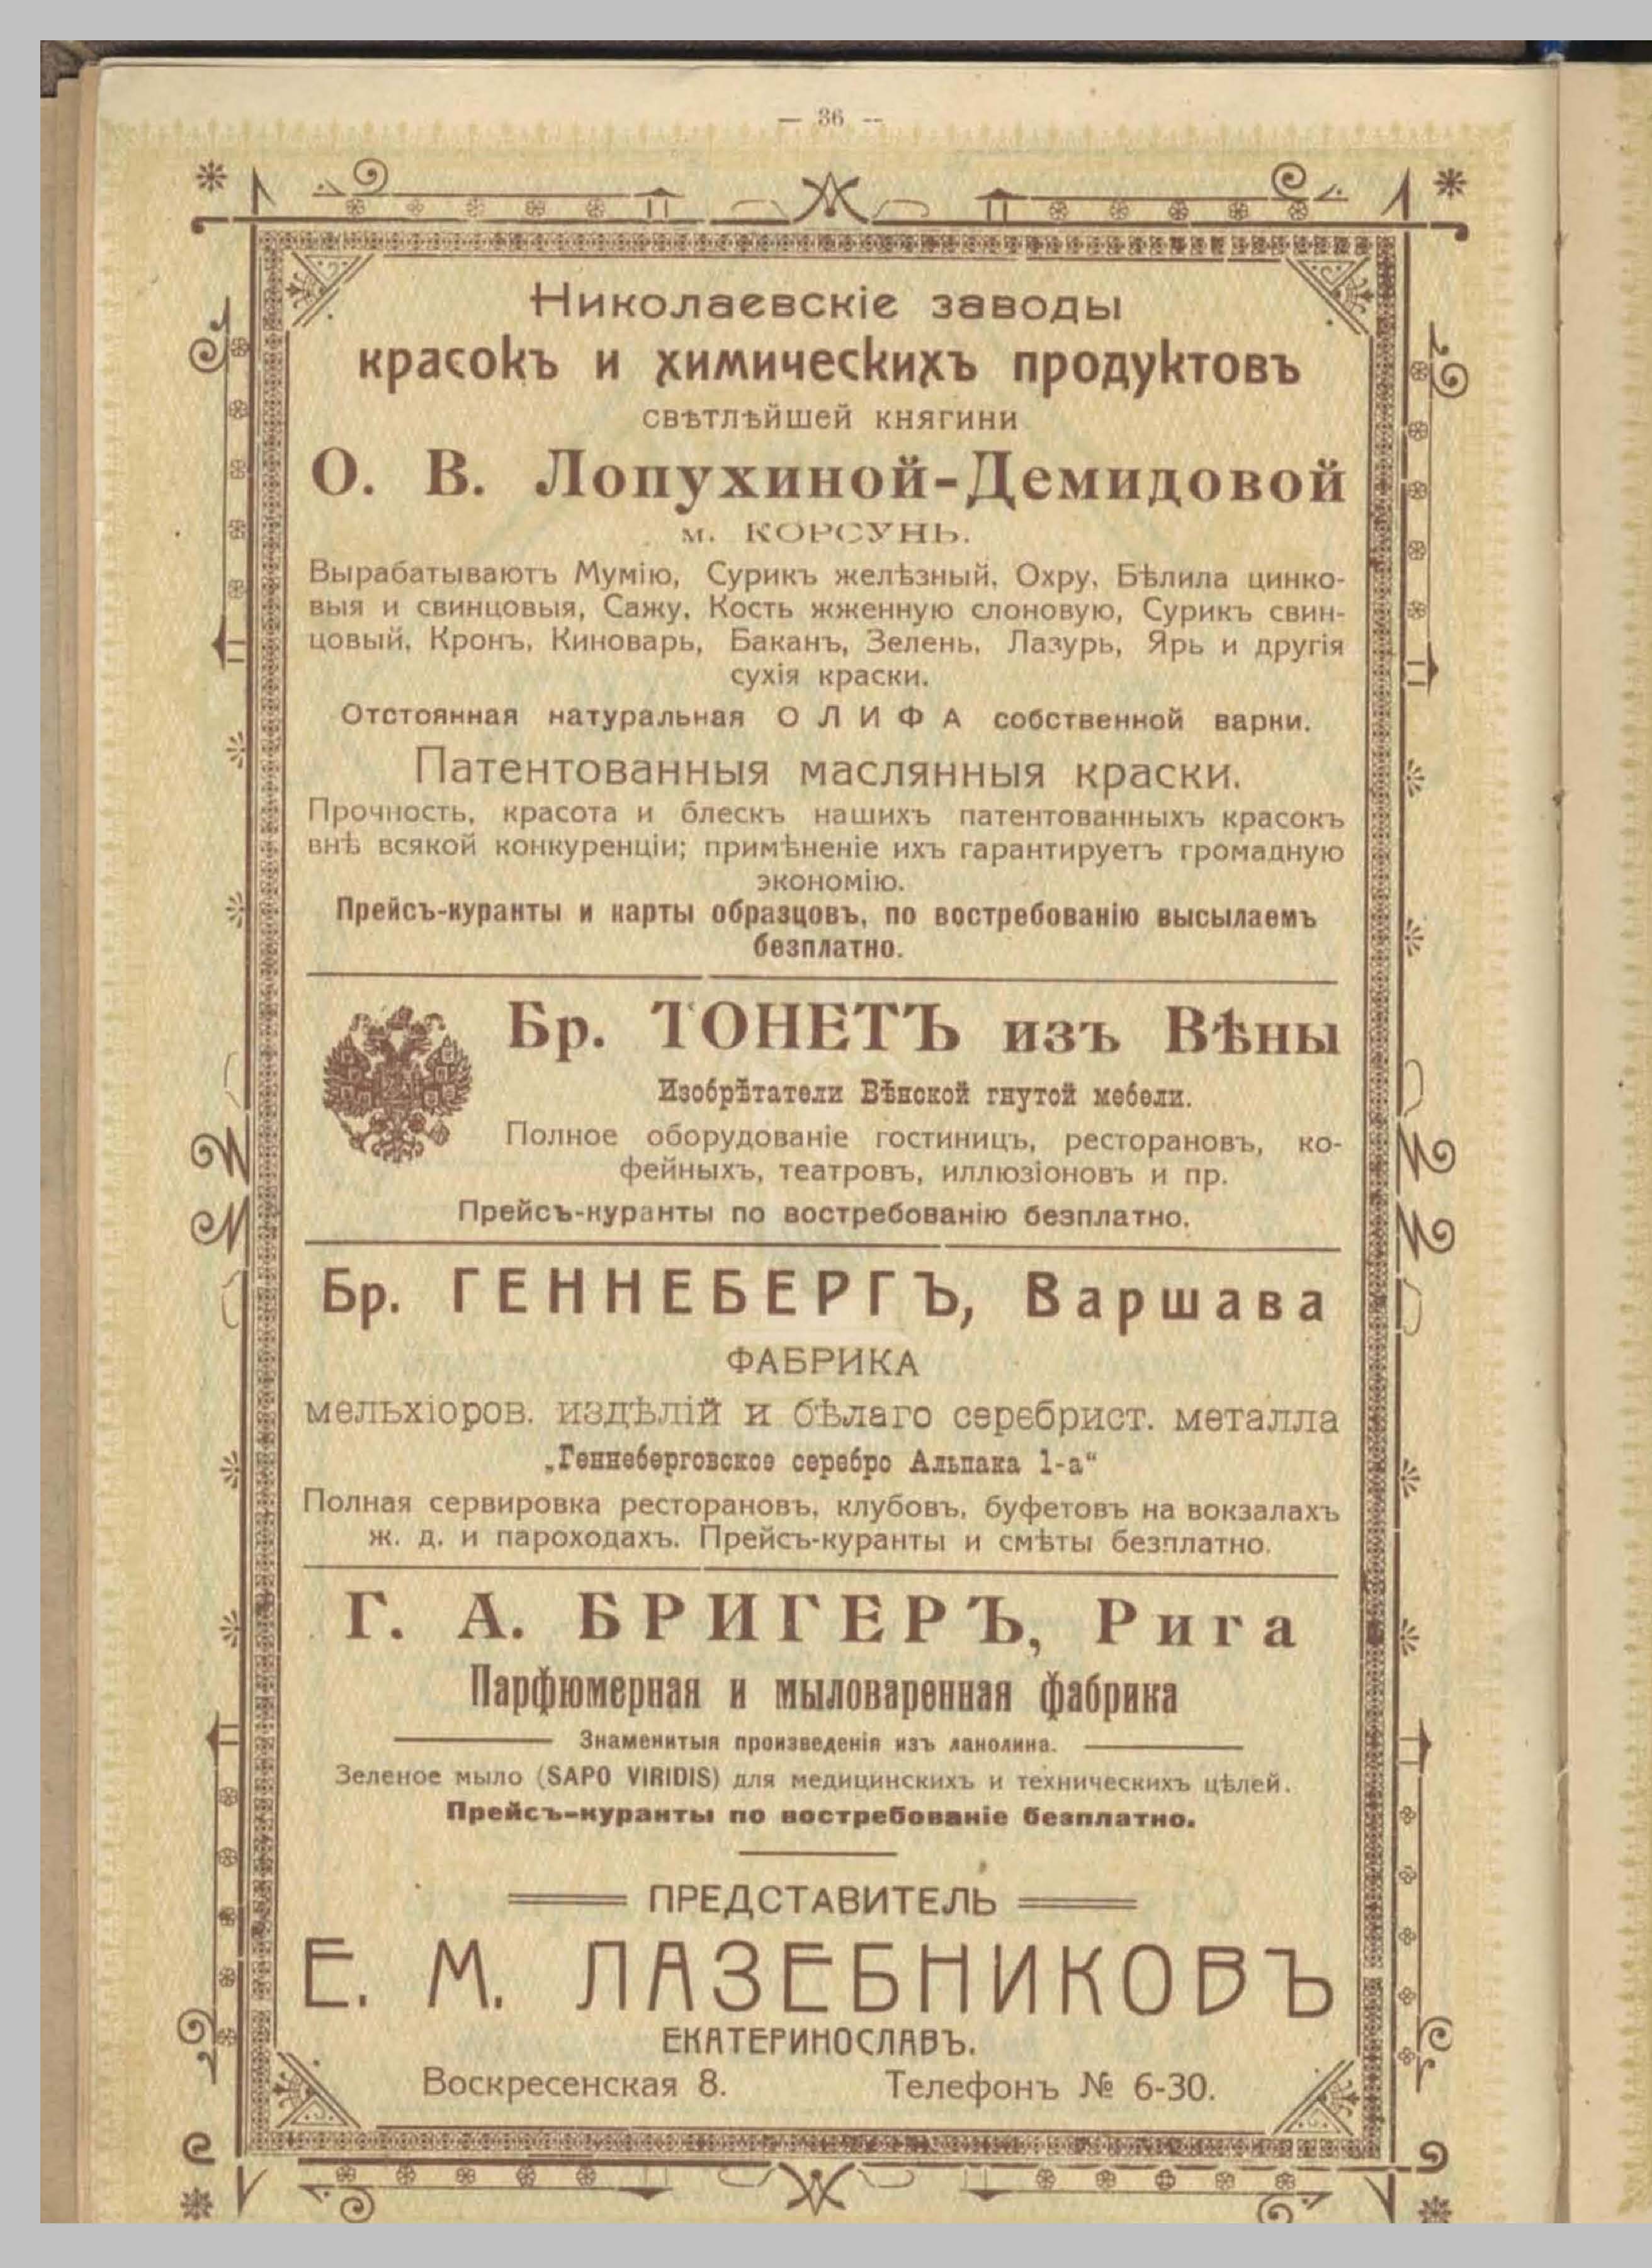 — 36 —
Николаевскіе заводы
красокъ и химическихъ продуктовъ
свѣтлѣйшей княгини
О. В. Лопухиной-Демидовой
м. КОРСУНЬ.
Вырабатываютъ Мумію, Сурикъ желѣзный, Охру, Бѣлила цинко-
выя и свинцовыя, Сажу, Кость жженную слоновую, Сурикъ свин-
цовый, Кронъ, Киноварь, Баканъ, Зелень, Лазурь, Ярь и другія
сухія краски.
Отстоянная натуральная ОЛИФА собственной варки.
Патентованныя маслянныя краски.
Прочность, красота и блескъ нашихъ патентованныхъ красокъ
внѣ всякой конкуренціи; примѣненіе ихъ гарантируетъ громадную
экономію.
Прейсъ-куранты и карты образцовъ, по востребованію высылаемъ
безплатно.
Бр. ТОНЕТЪ изъ Вѣны
Изобрѣтатели Вѣнской гнутой мебели.
Полное оборудованіе гостиницъ, ресторановъ, ко-
фейныхъ, театровъ, иллюзіоновъ и пр.
Прейсъ-куранты по востребованію безплатно.
Бр. ГЕННЕБЕРГЪ, Варшава
ФАБРИКА
мельхіоров. издѣлій и бѣлаго серебрист. металла
„Геннеберговское серебро Альпака 1-а“
Полная сервировка ресторановъ, клубовъ, буфетовъ на вокзалахъ
ж. д. и пароходахъ. Прейсъ-куранты и смѣты безплатно.
Г. А. БРИГЕРЪ, Рига
Парфюмерная и мыловаренная фабрика
Знаменитыя произведенія изъ ланолина.
Зеленое мыло (SAPO VIRIDIS) для медицинскихъ и техническихъ цѣлей.
Прейсъ-куранты по востребованіе безплатно.
ПРЕДСТАВИТЕЛЬ
Е. М. ЛАЗЕБНИКОВЪ
ЕКАТЕРИНОСЛАВЪ.
Воскресенская 8. Телефонъ № 6-30.